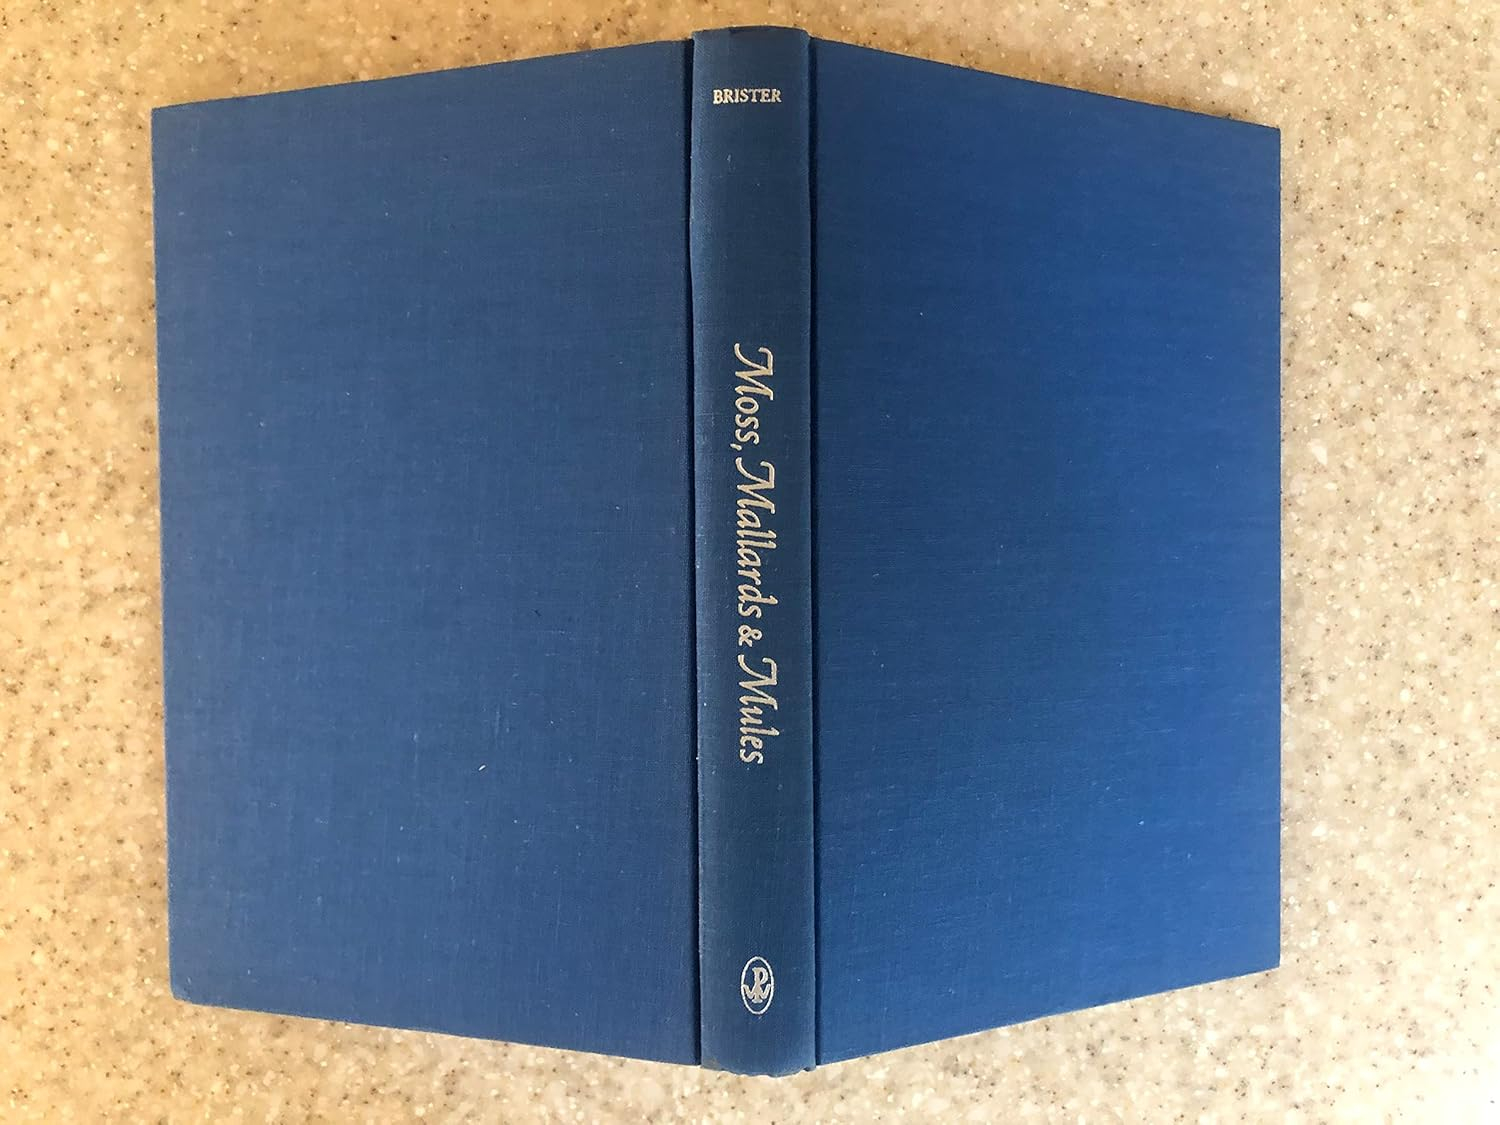 BRISTER
Moss, Mallards & Mules